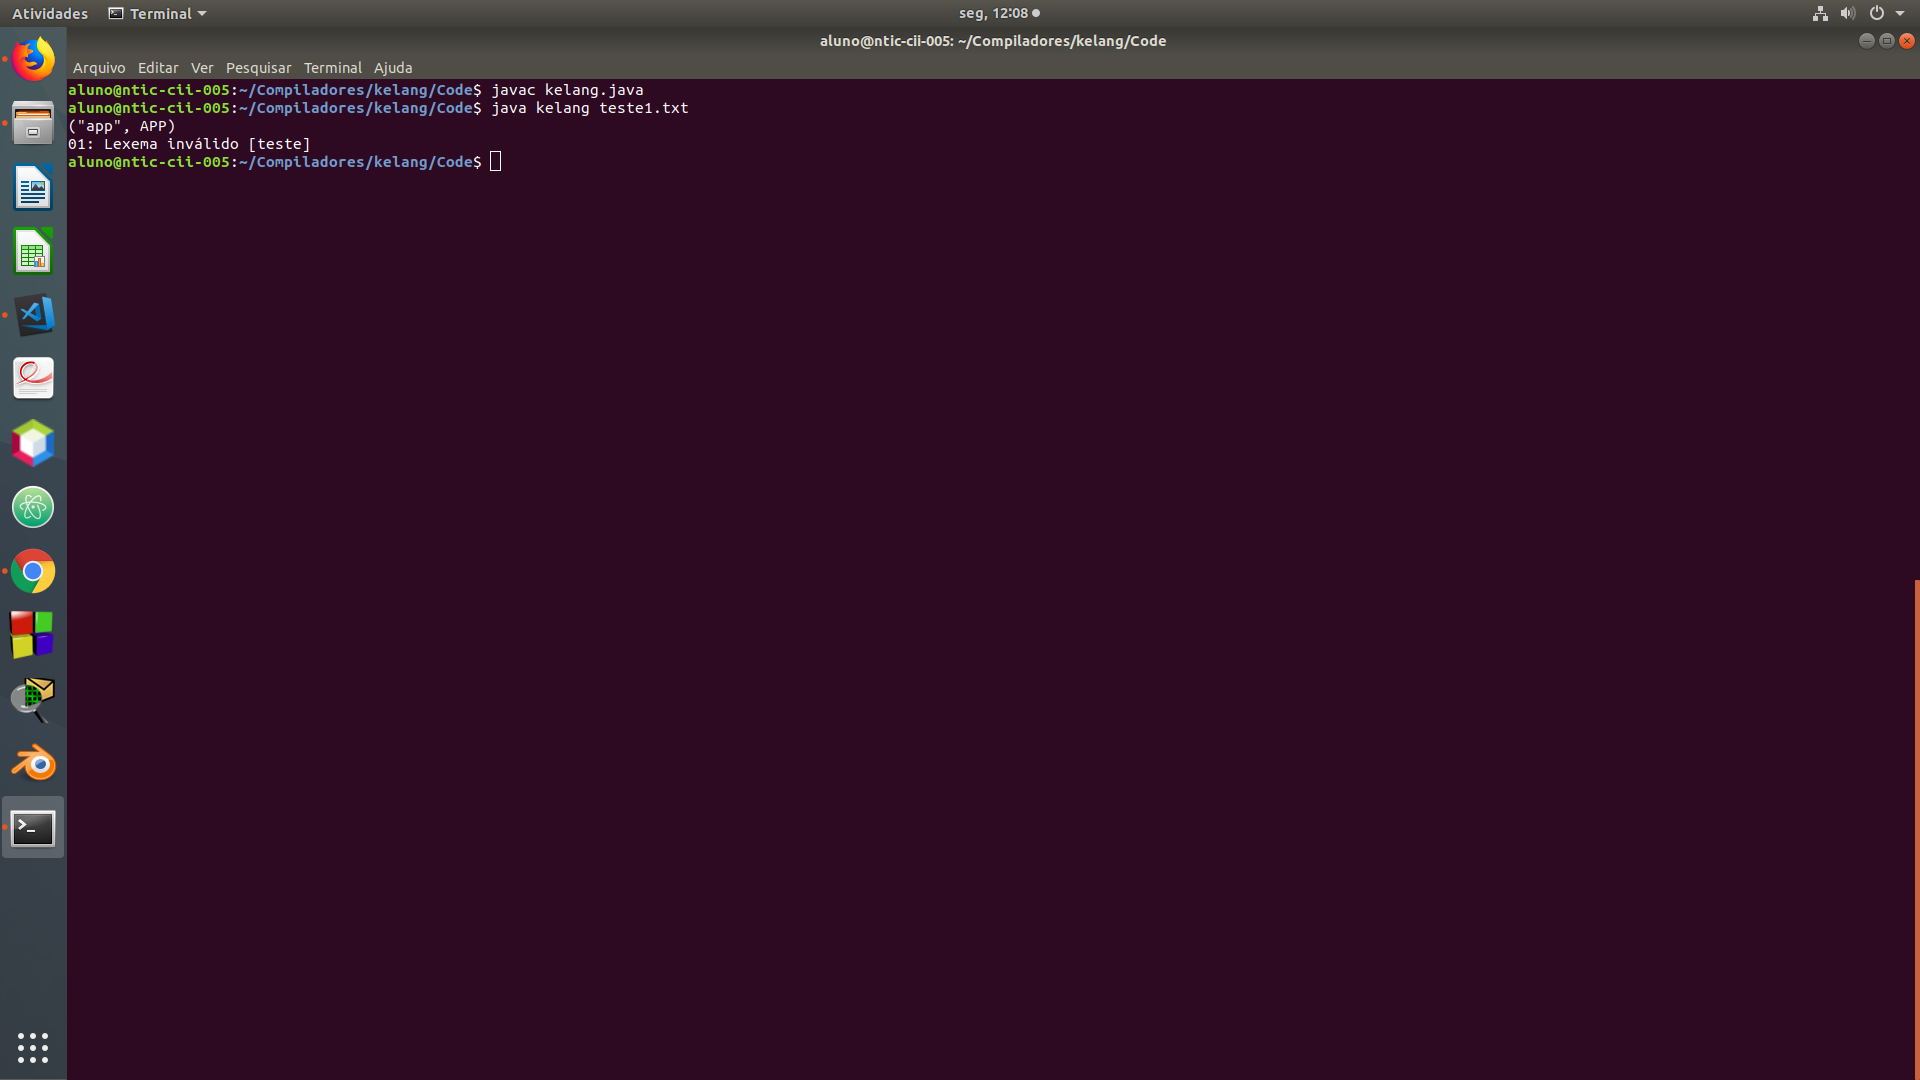 Atividades Terminal seg, 12:08
aluno@ntic-cii-005: ~/Compiladores/kelang/Code
Arquivo Editar Ver Pesquisar Terminal Ajuda
aluno@ntic-cii-005:~/Compiladores/kelang/Code$ javac kelang.java
aluno@ntic-cii-005:~/Compiladores/kelang/Code$ java kelang teste1.txt
("app", APP)
01: Lexema inválido [teste]
aluno@ntic-cii-005:~/Compiladores/kelang/Code$